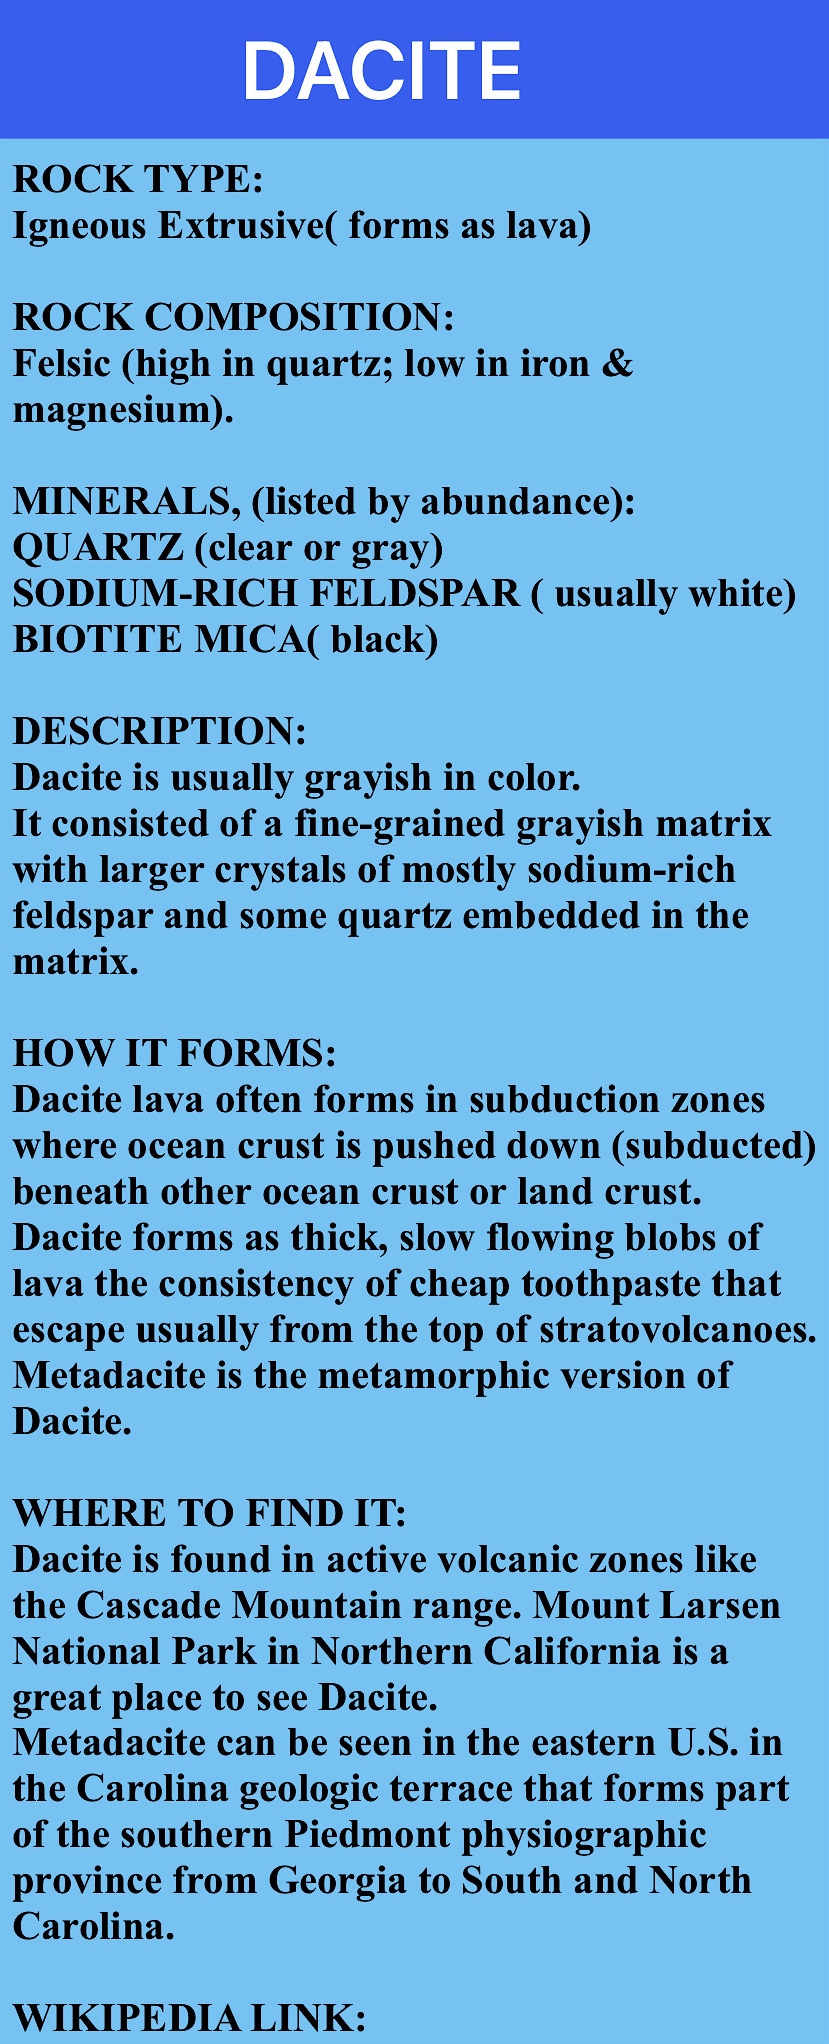 DACITE
ROCK TYPE:
Igneous Extrusive( forms as lava)
ROCK COMPOSITION:
Felsic (high in quartz; low in iron &
magnesium).
MINERALS, (listed by abundance):
QUARTZ (clear or gray)
SODIUM-RICH FELDSPAR ( usually white)
BIOTITE MICA( black)
DESCRIPTION:
Dacite is usually grayish in color.
It consisted of a fine-grained grayish matrix
with larger crystals of mostly sodium-rich
feldspar and some quartz embedded in the
matrix.
HOW IT FORMS:
Dacite lava often forms in subduction zones
where ocean crust is pushed down (subducted)
beneath other ocean crust or land crust.
Dacite forms as thick, slow flowing blobs of
lava the consistency of cheap toothpaste that
escape usually from the top of stratovolcanoes.
Metadacite is the metamorphic version of
Dacite.
WHERE TO FIND IT:
Dacite is found in active volcanic zones like
the Cascade Mountain range. Mount Larsen
National Park in Northern California is a
great place to see Dacite.
Metadacite can be seen in the eastern U.S. in
the Carolina geologic terrace that forms part
of the southern Piedmont physiographic
province from Georgia to South and North
Carolina.
WIKIPEDIA LINK: